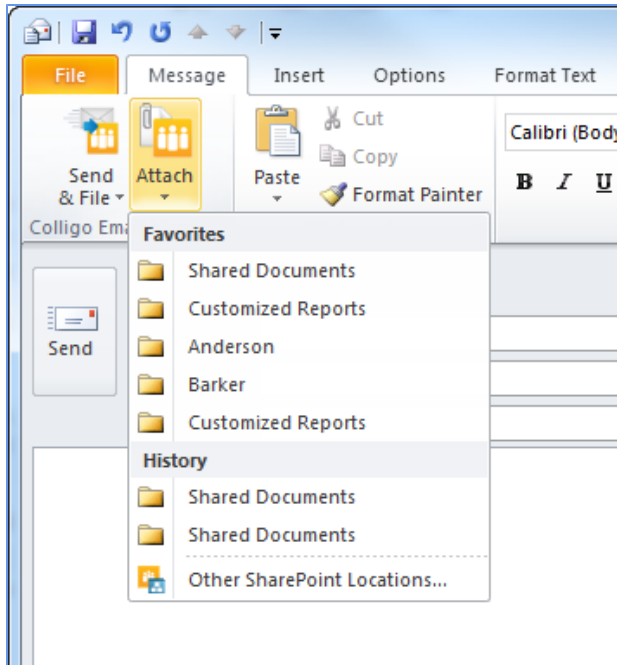 File Message Insert Options Format Text
Send & File
Attach
Paste
Cut
Copy
Format Painter
Calibri (Body
B I U
Colligo Ema
Favorites
Shared Documents
Customized Reports
Anderson
Barker
Customized Reports
History
Shared Documents
Shared Documents
Other SharePoint Locations...
Send